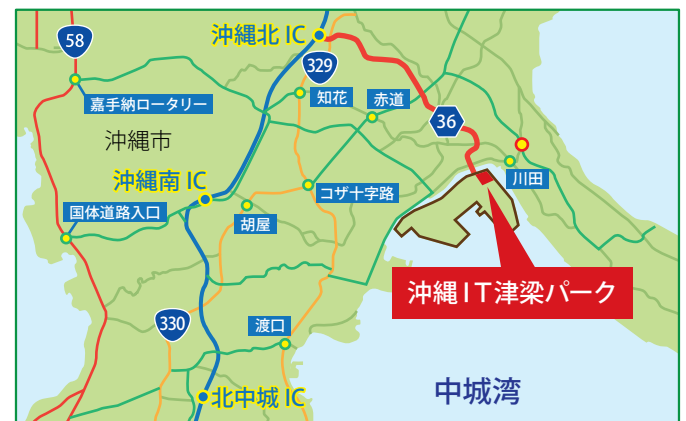 沖縄北 IC
58
329
嘉手納ロータリー
知花
赤道
36
沖縄市
沖縄南 IC
コザ十字路
川田
国体道路入口
胡屋
沖縄IT津梁パーク
330
渡口
北中城 IC
中城湾